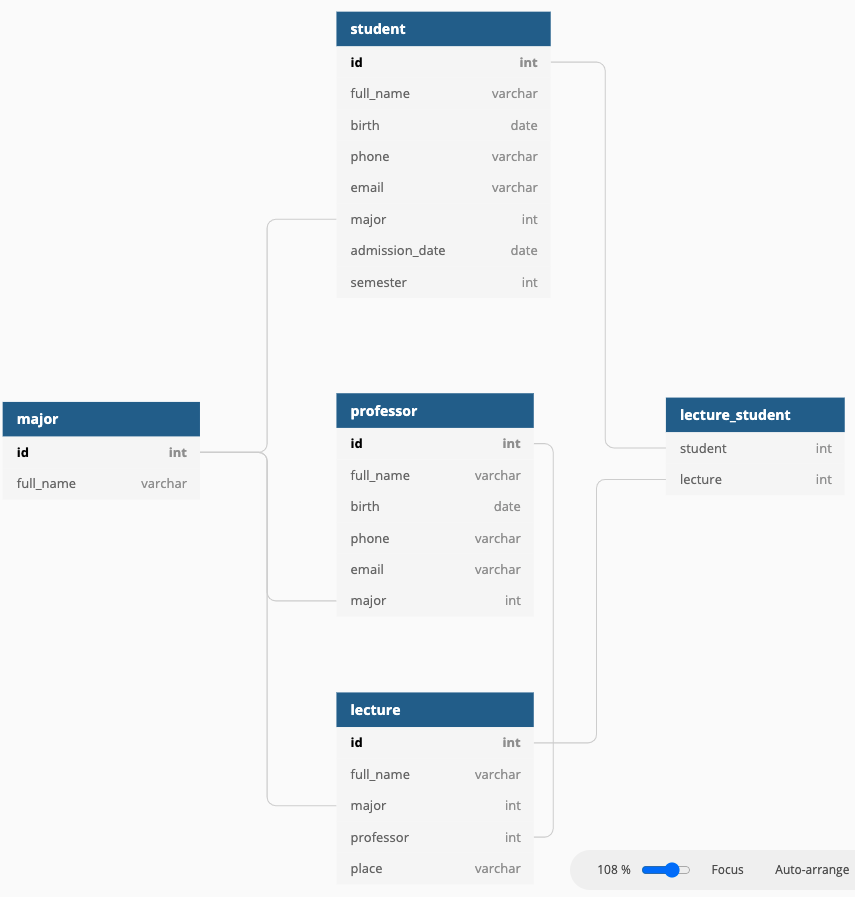 student
id int
full_name varchar
birth date
phone varchar
email varchar
major int
admission_date date
semester int
major
id int
full_name varchar
professor
id int
full_name varchar
birth date
phone varchar
email varchar
major int
lecture_student
student int
lecture int
lecture
id int
full_name varchar
major int
professor int
place varchar
108 % Focus Auto-arrange